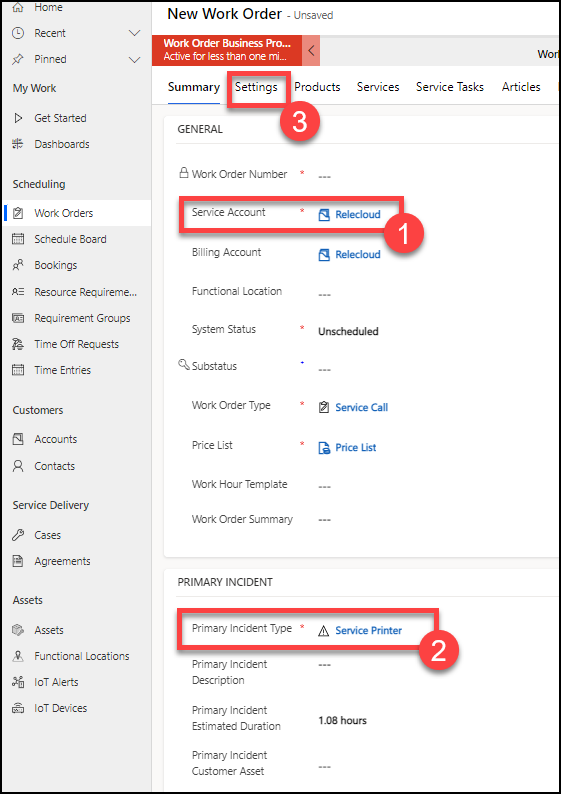 Home
Recent
Pinned
My Work
Get Started
Dashboards
Scheduling
Work Orders
Schedule Board
Bookings
Resource Requireme...
Requirement Groups
Time Off Requests
Time Entries
Customers
Accounts
Contacts
Service Delivery
Cases
Agreements
Assets
Assets
Functional Locations
IoT Alerts
IoT Devices
New Work Order - Unsaved
Work Order Business Pro...
Active for less than one mi...
Summary Settings Products Services Service Tasks Articles
3
GENERAL
Work Order Number * ---
Service Account * Relecloud
1
Billing Account Relecloud
Functional Location ---
System Status * Unscheduled
Substatus ---
Work Order Type * Service Call
Price List * Price List
Work Hour Template ---
Work Order Summary ---
PRIMARY INCIDENT
Primary Incident Type * Service Printer
2
Primary Incident ---
Description
Primary Incident 1.08 hours
Estimated Duration
Primary Incident ---
Customer Asset